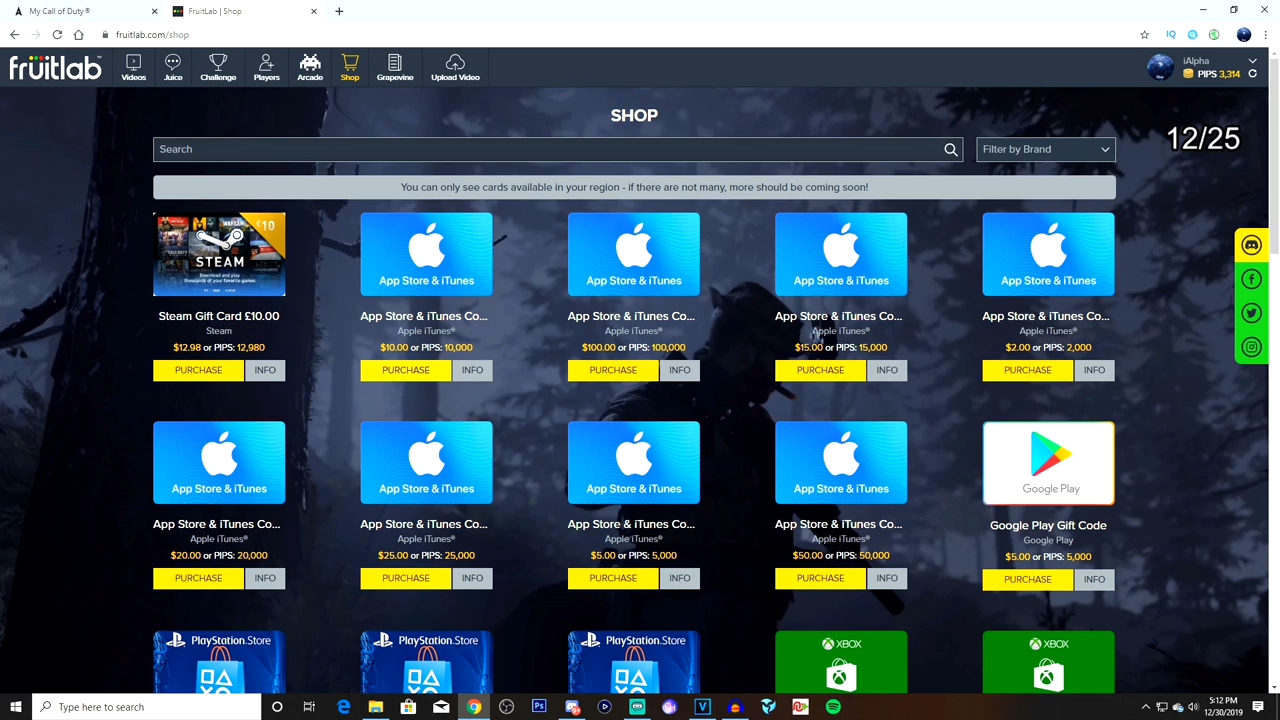 My Call of Duty®
FruitLab | Shop
fruitlab.com/shop
IQ
fruitlab
Videos
Juice
Challenge
Players
Arcade
Shop
Grapevine
Upload Video
iAlpha
PIPS 3,314
SHOP
12/25
Search
Filter by Brand
You can only see cards available in your region - if there are not many, more should be coming soon!
£10
STEAM
App Store & iTunes
App Store & iTunes
App Store & iTunes
App Store & iTunes
Steam Gift Card £10.00
App Store & iTunes Co...
App Store & iTunes Co...
App Store & iTunes Co...
App Store & iTunes Co...
Steam
Apple iTunes®
Apple iTunes®
Apple iTunes®
Apple iTunes®
$12.98 or PIPS: 12,980
$10.00 or PIPS: 10,000
$100.00 or PIPS: 100,000
$15.00 or PIPS: 15,000
$2.00 or PIPS: 2,000
PURCHASE INFO
PURCHASE INFO
PURCHASE INFO
PURCHASE INFO
PURCHASE INFO
App Store & iTunes
App Store & iTunes
App Store & iTunes
App Store & iTunes
Google Play
App Store & iTunes Co...
App Store & iTunes Co...
App Store & iTunes Co...
App Store & iTunes Co...
Google Play Gift Code
Apple iTunes®
Apple iTunes®
Apple iTunes®
Apple iTunes®
Google Play
$20.00 or PIPS: 20,000
$25.00 or PIPS: 25,000
$5.00 or PIPS: 5,000
$50.00 or PIPS: 50,000
$5.00 or PIPS: 5,000
PURCHASE INFO
PURCHASE INFO
PURCHASE INFO
PURCHASE INFO
PURCHASE INFO
PlayStation.Store
PlayStation.Store
PlayStation.Store
XBOX
XBOX
Type here to search
5:12 PM
12/30/2019